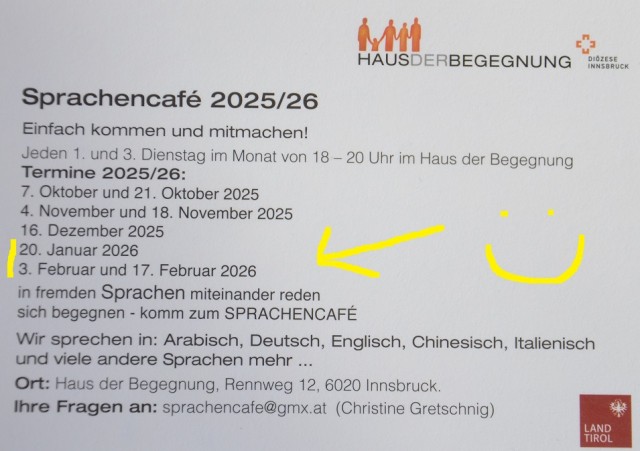 HAUSDERBEGEGNUNG
DIÖZESE
INNSBRUCK
Sprachencafé 2025/26
Einfach kommen und mitmachen!
Jeden 1. und 3. Dienstag im Monat von 18 – 20 Uhr im Haus der Begegnung
Termine 2025/26:
7. Oktober und 21. Oktober 2025
4. November und 18. November 2025
16. Dezember 2025
20. Januar 2026
3. Februar und 17. Februar 2026
in fremden Sprachen miteinander reden
sich begegnen - komm zum SPRACHENCAFÉ
Wir sprechen in: Arabisch, Deutsch, Englisch, Chinesisch, Italienisch
und viele andere Sprachen mehr ...
Ort: Haus der Begegnung, Rennweg 12, 6020 Innsbruck.
Ihre Fragen an: sprachencafe@gmx.at (Christine Gretschnig)
LAND
TIROL